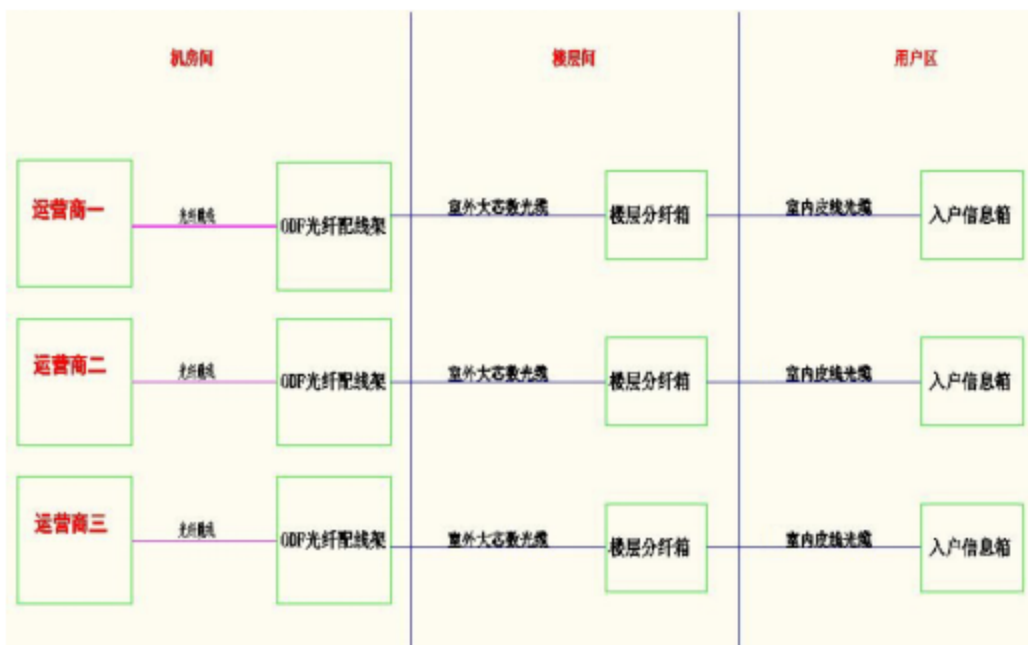 机房间
楼层间
用户区
运营商一
光纤跳线
ODF光纤配线架
室外大芯数光缆
楼层分纤箱
室内皮线光缆
入户信息箱
运营商二
光纤跳线
ODF光纤配线架
室外大芯数光缆
楼层分纤箱
室内皮线光缆
入户信息箱
运营商三
光纤跳线
ODF光纤配线架
室外大芯数光缆
楼层分纤箱
室内皮线光缆
入户信息箱